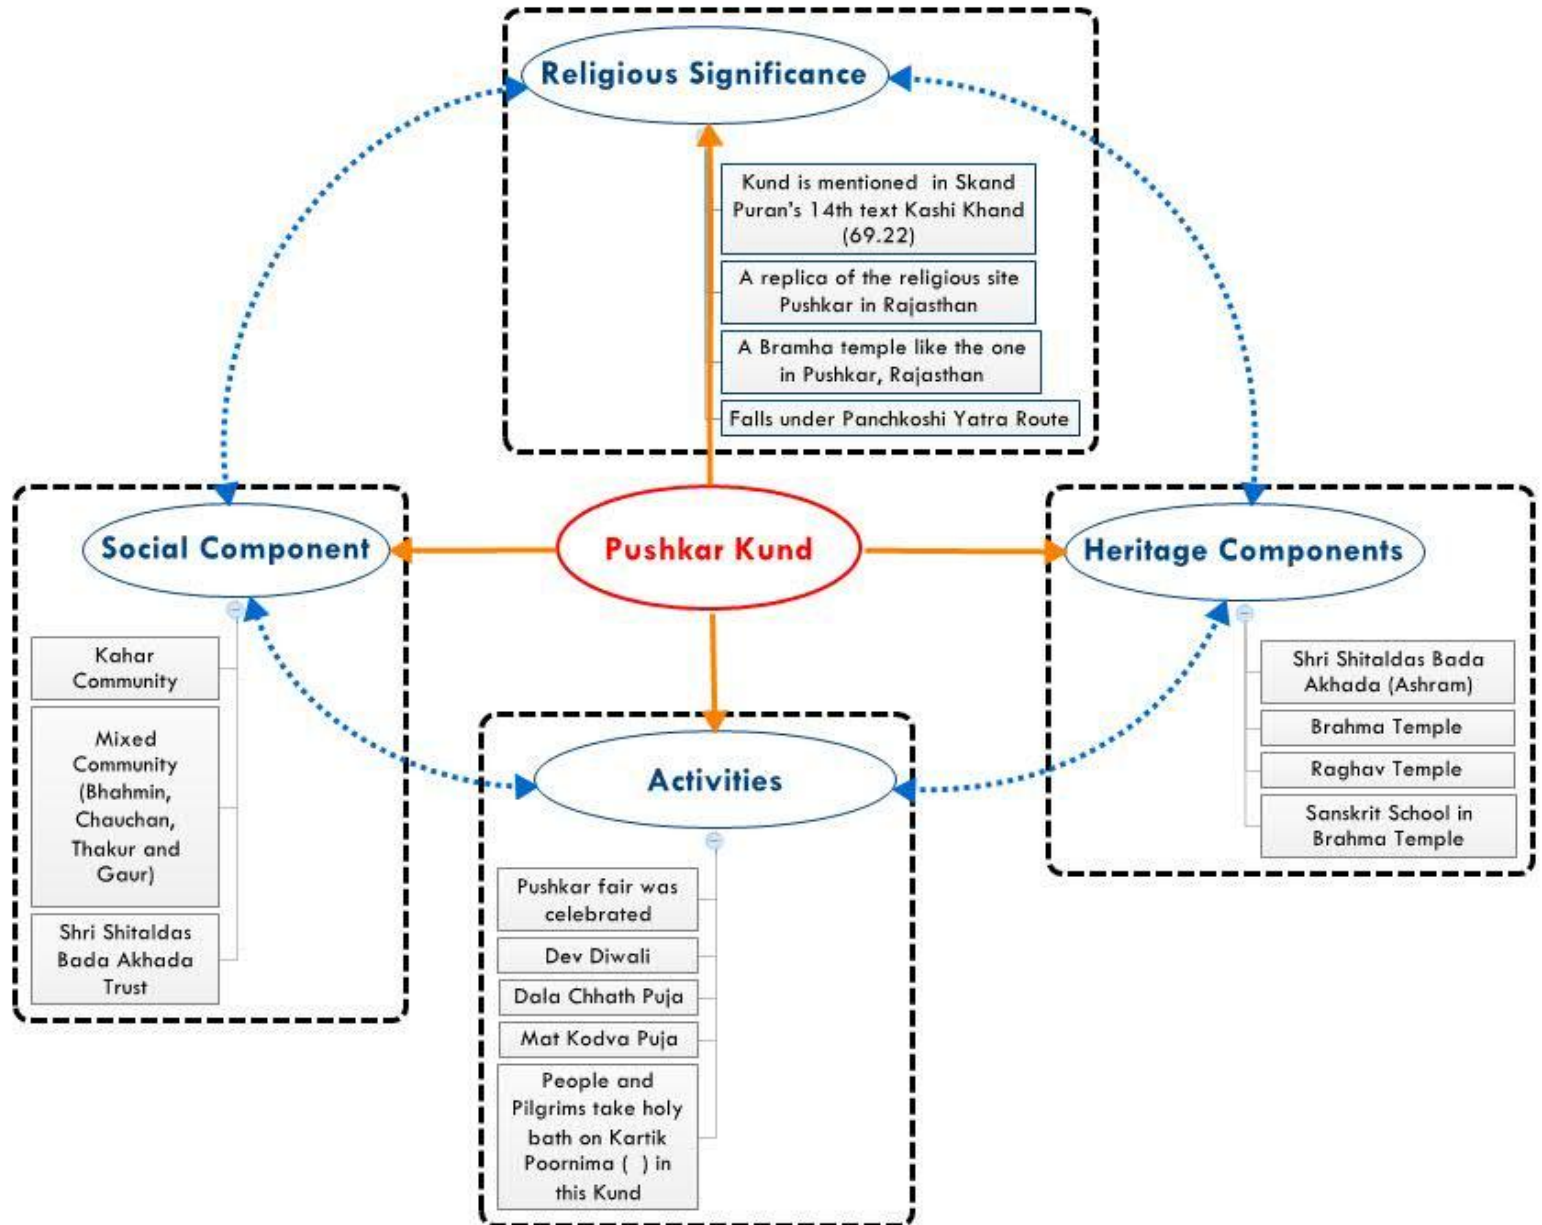 Religious Significance
Kund is mentioned in Skand
Puran's 14th text Kashi Khand
(69.22)
A replica of the religious site
Pushkar in Rajasthan
A Bramha temple like the one
in Pushkar, Rajasthan
Falls under Panchkoshi Yatra Route
Social Component
Pushkar Kund
Heritage Components
Kahar
Community
Mixed
Community
(Bhahmin,
Chauchan,
Thakur and
Gaur)
Shri Shitaldas
Bada Akhada
Trust
Activities
Pushkar fair was
celebrated
Dev Diwali
Dala Chhath Puja
Mat Kodva Puja
People and
Pilgrims take holy
bath on Kartik
Poornima ( ) in
this Kund
Shri Shitaldas Bada
Akhada (Ashram)
Brahma Temple
Raghav Temple
Sanskrit School in
Brahma Temple